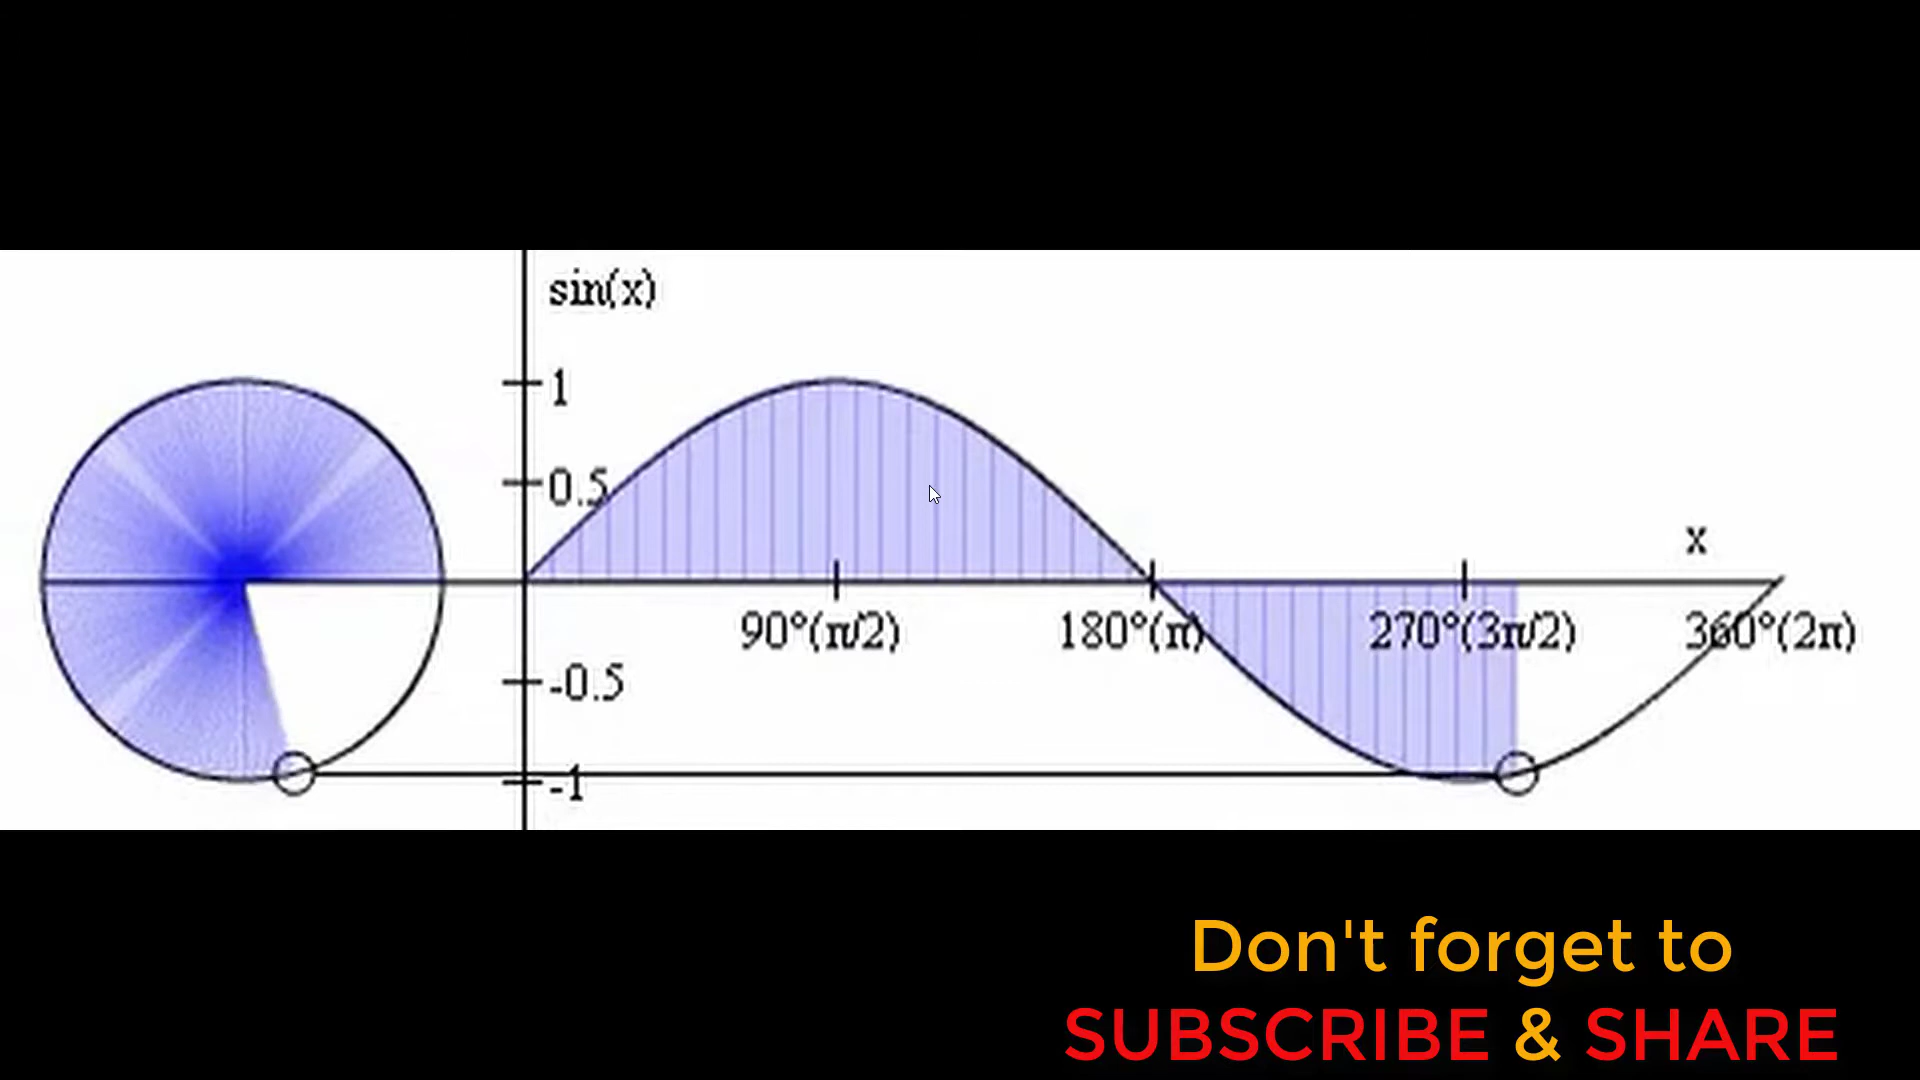 sin(x)
1
0.5
x
90°(π/2)
180°(π)
270°(3π/2)
360°(2π)
-0.5
-1
Don't forget to
SUBSCRIBE & SHARE